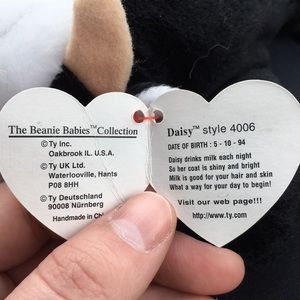 The Beanie Babies™ Collection
© Ty Inc.
Oakbrook IL. U.S.A.
© Ty UK Ltd.
Waterlooville, Hants
P08 8HH
© Ty Deutschland
90008 Nürnberg
Handmade in
Daisy™ style 4006
DATE OF BIRTH : 5 - 10 - 94
Daisy drinks milk each night
So her coat is shiny and bright
Milk is good for your hair and skin
What a way for your day to begin!
Visit our web page!!!
http://www.ty.com